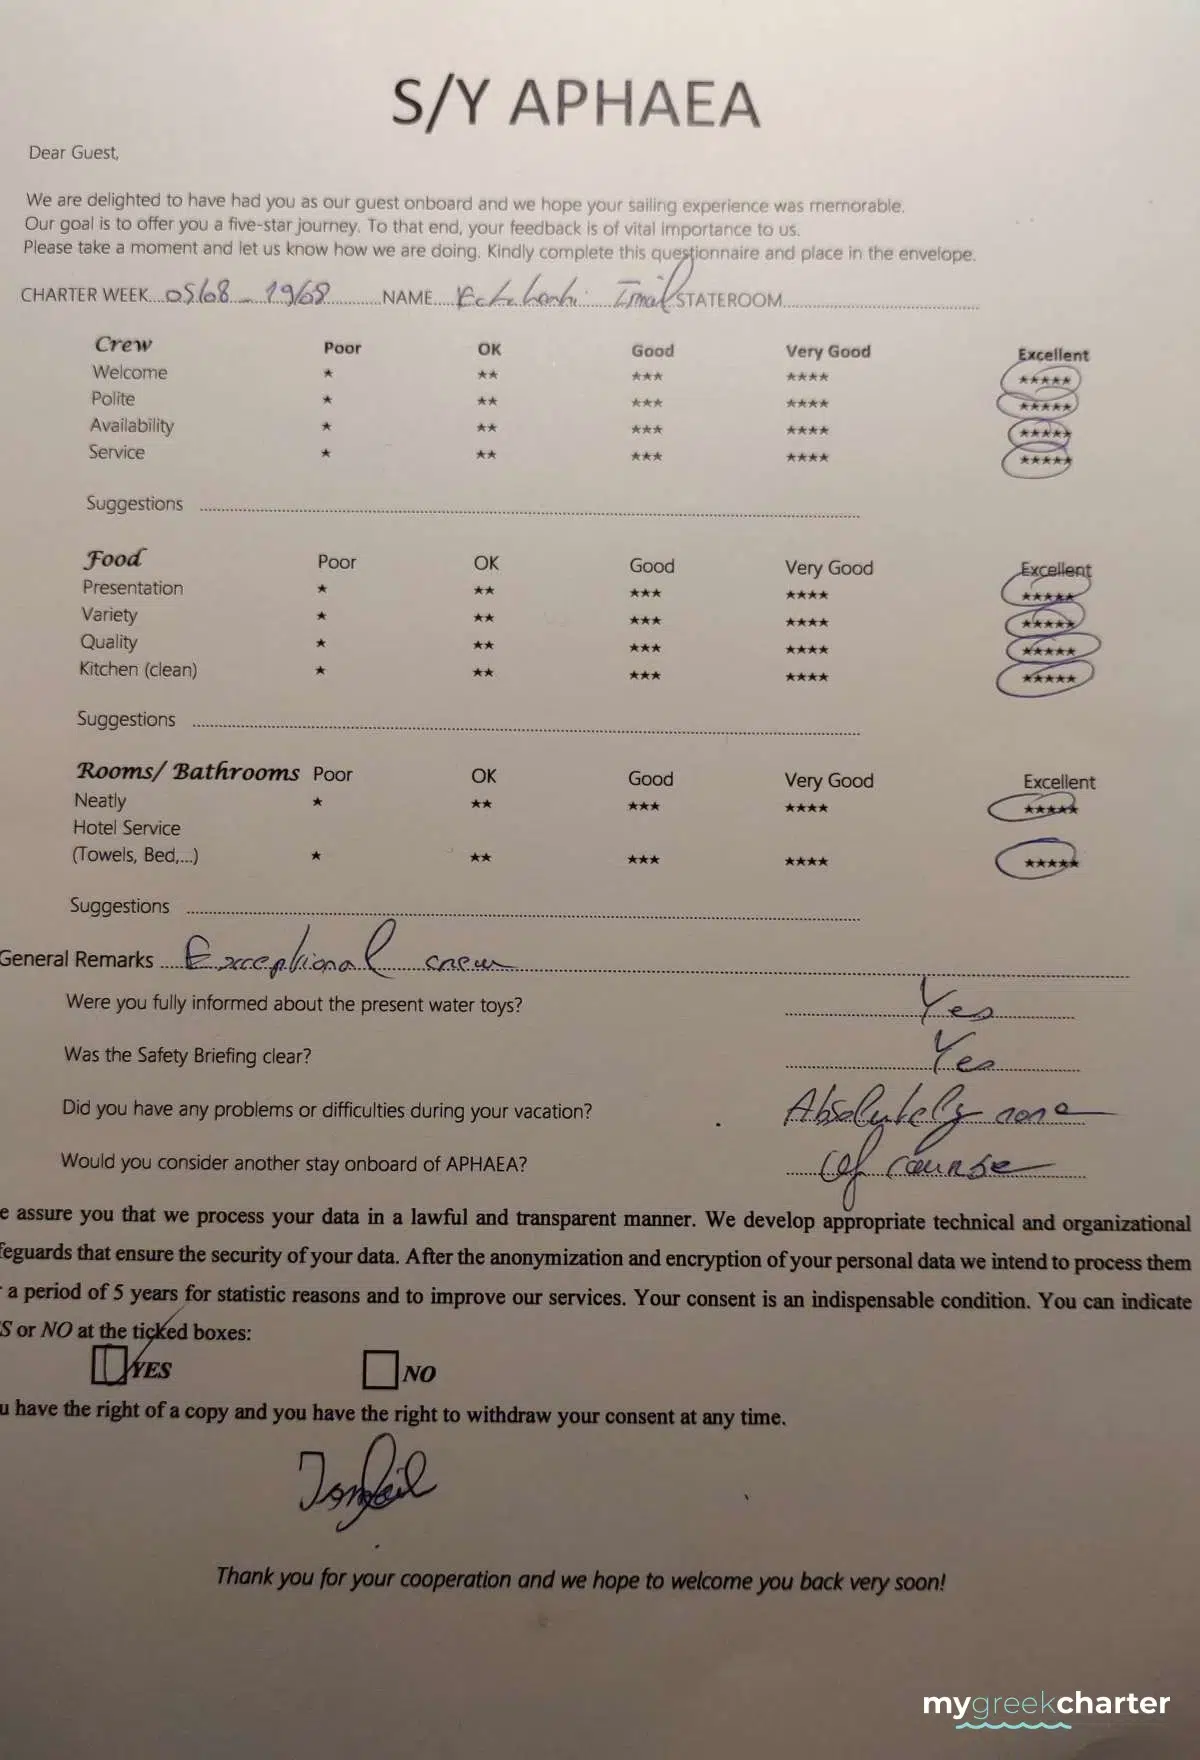 S/Y APHAEA
Dear Guest,
We are delighted to have had you as our guest onboard and we hope your sailing experience was memorable.
Our goal is to offer you a five-star journey. To that end, your feedback is of vital importance to us.
Please take a moment and let us know how we are doing. Kindly complete this questionnaire and place in the envelope.
CHARTER WEEK 05/08 - 19/08 NAME STATEROOM
Crew Poor OK Good Very Good Excellent
Welcome ★ ★★ ★★★ ★★★★ ★★★★★
Polite ★ ★★ ★★★ ★★★★ ★★★★★
Availability ★ ★★ ★★★ ★★★★ ★★★★★
Service ★ ★★ ★★★ ★★★★ ★★★★★
Suggestions
Food Poor OK Good Very Good Excellent
Presentation ★ ★★ ★★★ ★★★★ ★★★★★
Variety ★ ★★ ★★★ ★★★★ ★★★★★
Quality ★ ★★ ★★★ ★★★★ ★★★★★
Kitchen (clean) ★ ★★ ★★★ ★★★★ ★★★★★
Suggestions
Rooms/ Bathrooms Poor OK Good Very Good Excellent
Neatly ★ ★★ ★★★ ★★★★ ★★★★★
Hotel Service
(Towels, Bed,...) ★ ★★ ★★★ ★★★★ ★★★★★
Suggestions
General Remarks Exceptional crew
Were you fully informed about the present water toys? Yes
Was the Safety Briefing clear? Yes
Did you have any problems or difficulties during your vacation? Absolutely none
Would you consider another stay onboard of APHAEA? Of course
e assure you that we process your data in a lawful and transparent manner. We develop appropriate technical and organizational
feguards that ensure the security of your data. After the anonymization and encryption of your personal data we intend to process them
r a period of 5 years for statistic reasons and to improve our services. Your consent is an indispensable condition. You can indicate
S or NO at the ticked boxes:
YES NO
u have the right of a copy and you have the right to withdraw your consent at any time.
Ismail
Thank you for your cooperation and we hope to welcome you back very soon!
mygreekcharter